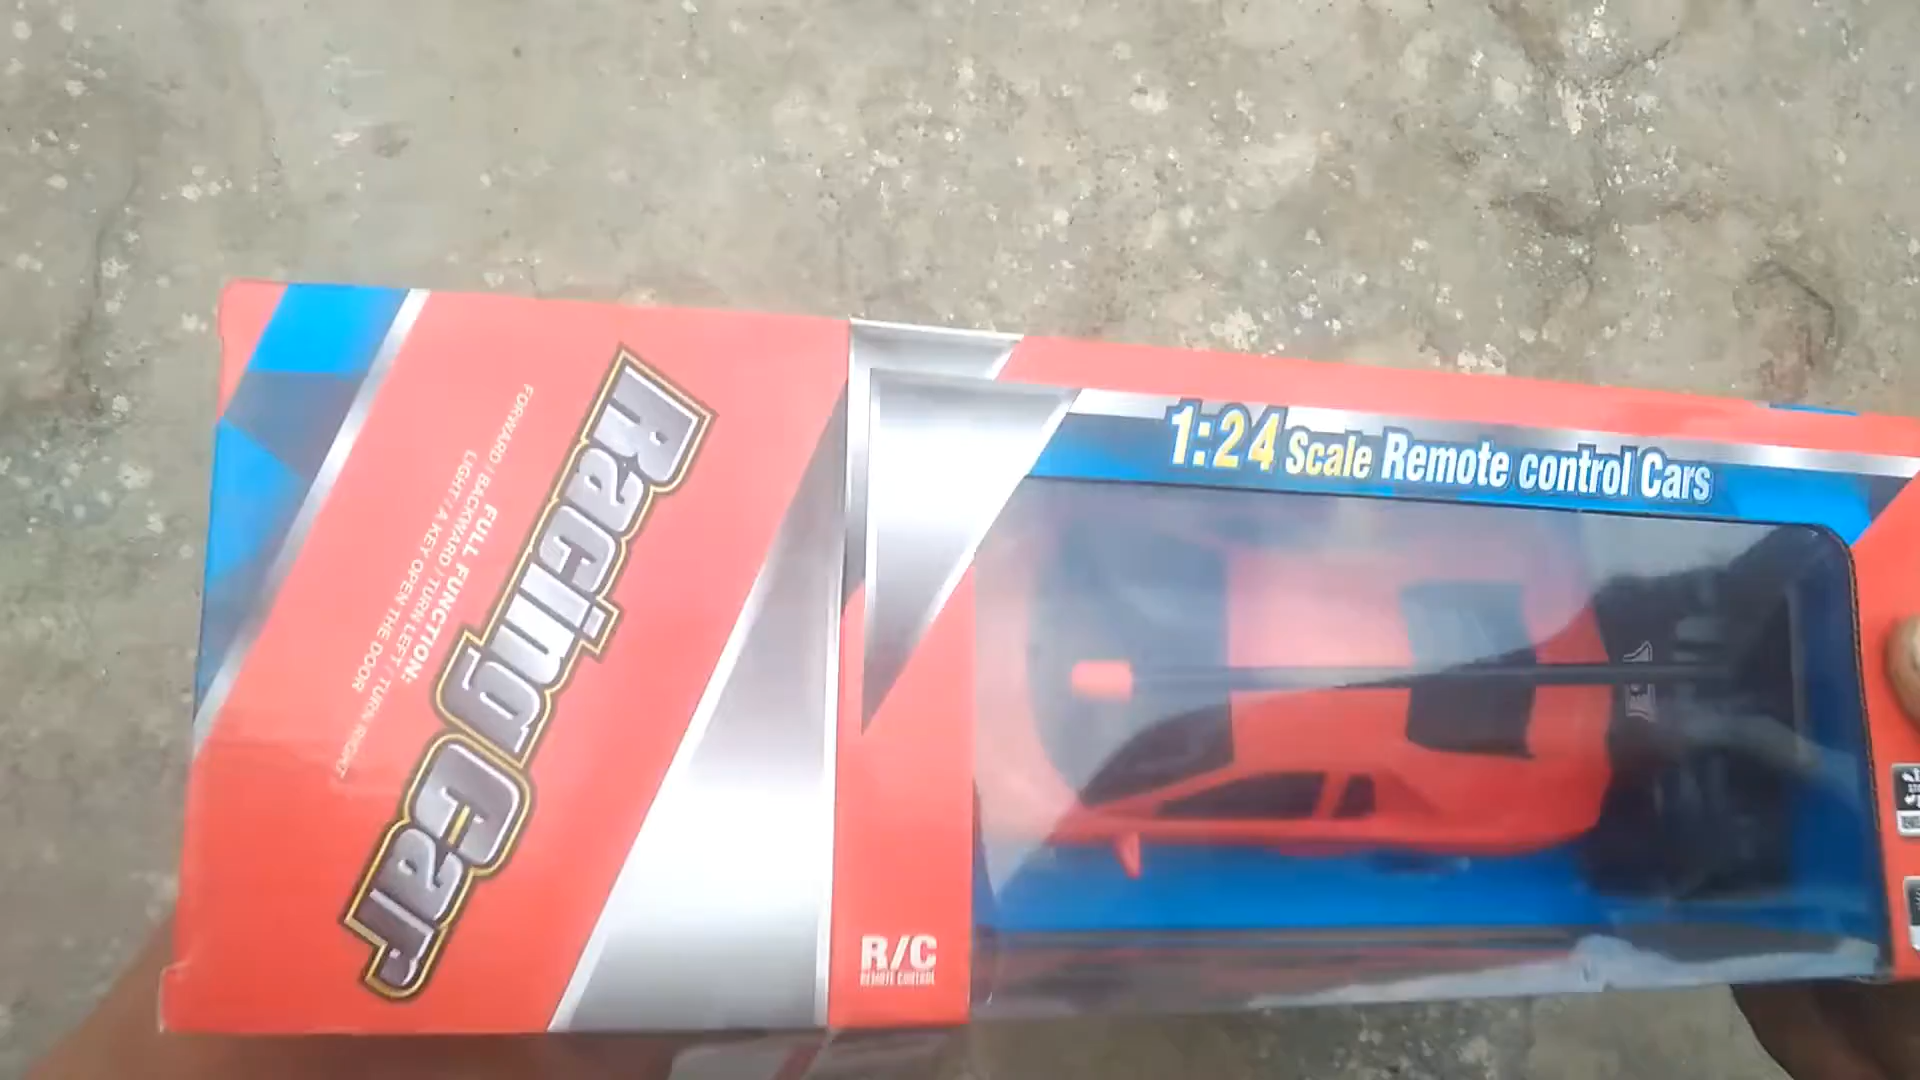 Racing Car
FULL FUNCTION:
FORWARD / BACKWARD / TURN LEFT / TURN RIGHT
LIGHT / A KEY OPEN THE DOOR
1:24 Scale Remote control Cars
R/C
REMOTE CONTROL